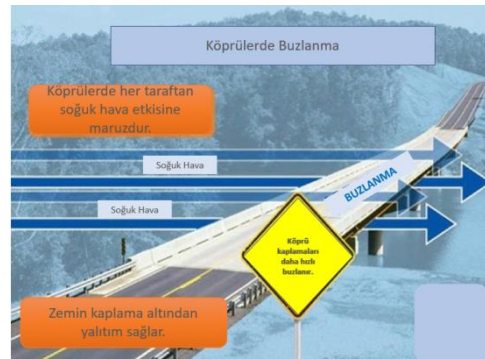 Köprülerde Buzlanma
Köprülerde her taraftan
soğuk hava etkisine
maruzdur.
Soğuk Hava
BUZLANMA
Soğuk Hava
Köprü
kaplamaları
daha hızlı
buzlanır.
Zemin kaplama altından
yalıtım sağlar.